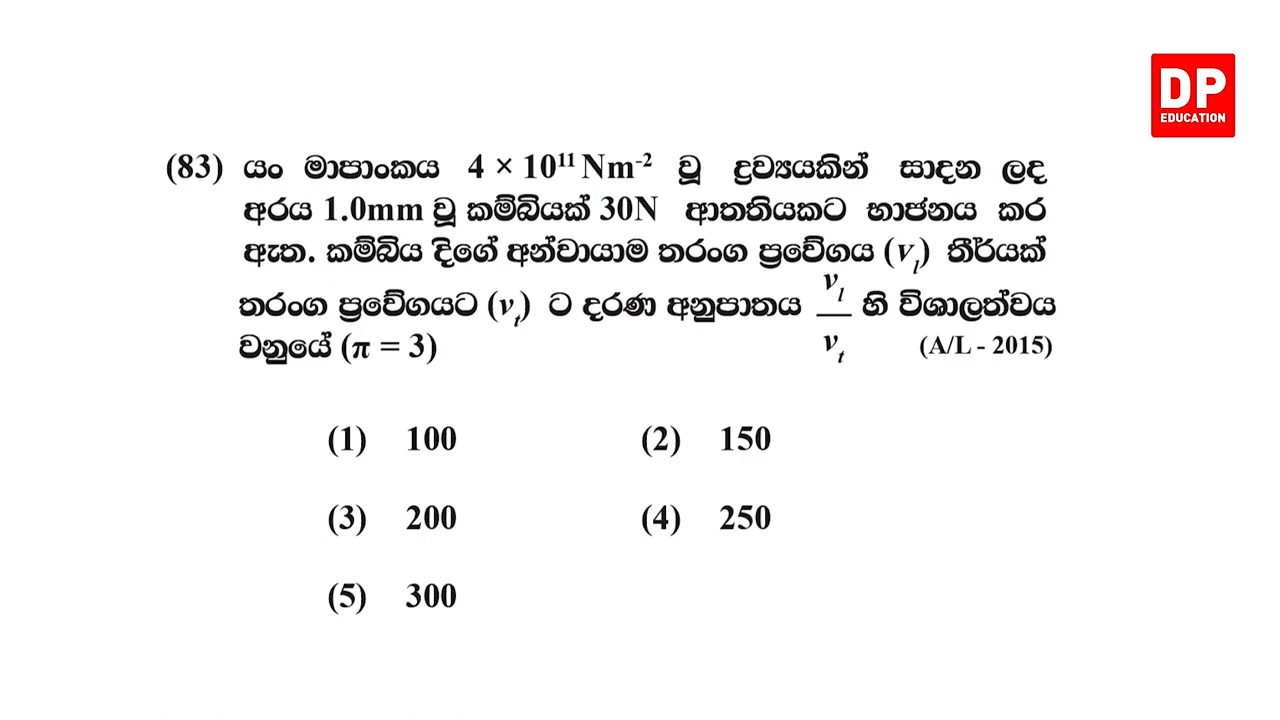 DP
EDUCATION
(83) යං මාපාංකය 4 × 10¹¹ Nm⁻² වූ ද්‍රව්‍යයකින් සාදන ලද
අරය 1.0mm වූ කම්බියක් 30N ආතතියකට භාජනය කර
ඇත. කම්බිය දිගේ අන්වායාම තරංග ප්‍රවේගය (vₗ) තීර්යක්
තරංග ප්‍රවේගයට (vₜ) ට දරණ අනුපාතය vₗ/vₜ හි විශාලත්වය
වනුයේ (π = 3) (A/L - 2015)
(1) 100 (2) 150
(3) 200 (4) 250
(5) 300